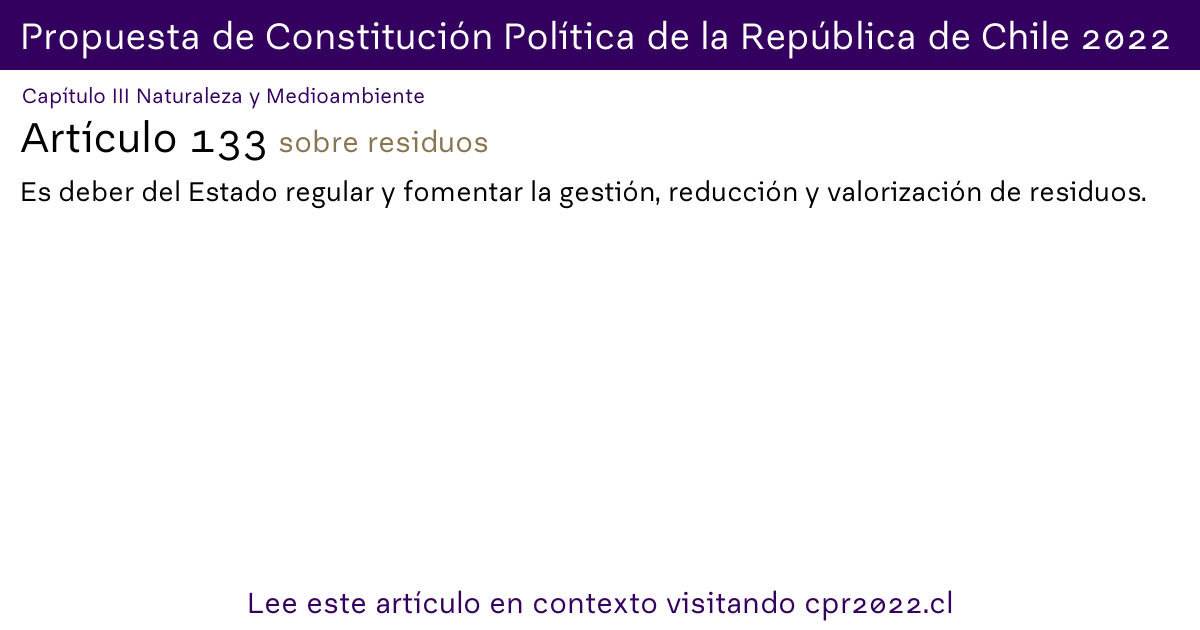 Propuesta de Constitución Política de la República de Chile 2022
Capítulo III Naturaleza y Medioambiente
Artículo 133 sobre residuos
Es deber del Estado regular y fomentar la gestión, reducción y valorización de residuos.
Lee este artículo en contexto visitando cpr2022.cl